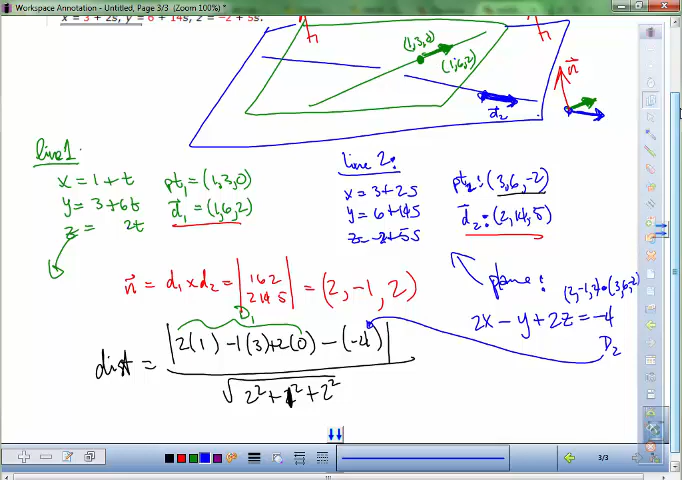 Workspace Annotation - Untitled, Page 3/3 (Zoom 100%) *
x = 3 + 2s, y = 6 + 14s, z = -2 + 5s.
(1,3,2)
(1,6,2)
n
d₂
line 1
x = 1 + t
y = 3 + 6t
z = 2t
pt₁ = (1,3,0)
d₁ = (1,6,2)
Line 2:
x = 3 + 2s
y = 6 + 14s
z = -2 + 5s
pt₂: (3,6,-2)
d₂: (2,14,5)
n = d₁ x d₂ = | 1 6 2 | = (2, -1, 2)
2 14 5
plane:
(2,-1,2)•(3,6,-2)
2x - y + 2z = -4
D₂
D₁
dist = |2(1) -1(3)+2(0) - (-4)|
√2² + 1² + 2²
3/3